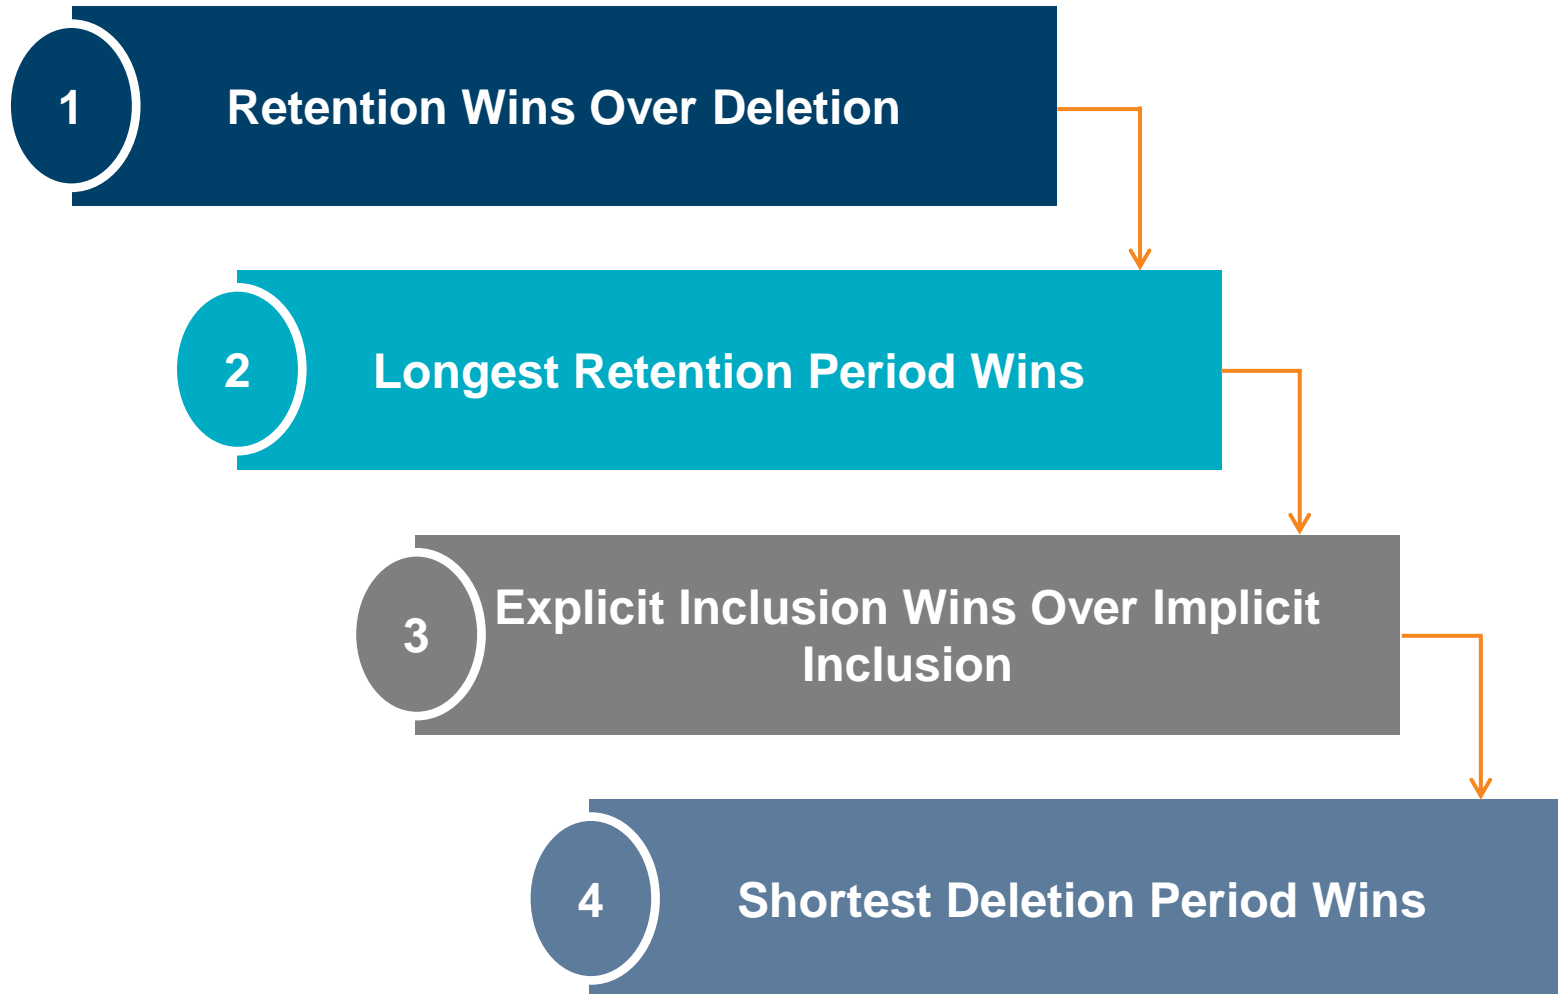 1
Retention Wins Over Deletion
2
Longest Retention Period Wins
3
Explicit Inclusion Wins Over Implicit
Inclusion
4
Shortest Deletion Period Wins